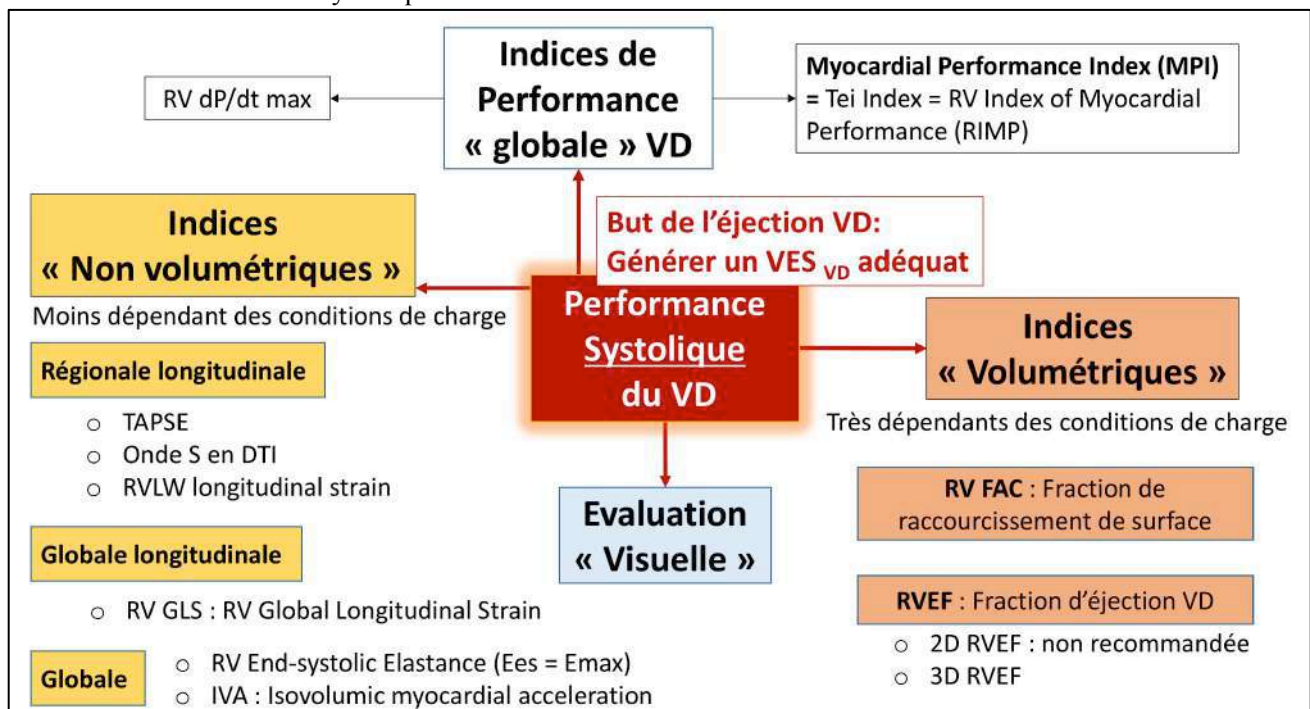 Indices de
Performance
« globale » VD
RV dP/dt max
Myocardial Performance Index (MPI)
= Tei Index = RV Index of Myocardial
Performance (RIMP)
Indices
« Non volumétriques »
Moins dépendant des conditions de charge
But de l'éjection VD:
Générer un VES VD adéquat
Performance
Systolique
du VD
Indices
« Volumétriques »
Très dépendants des conditions de charge
Régionale longitudinale
o TAPSE
o Onde S en DTI
o RVLW longitudinal strain
Globale longitudinale
o RV GLS : RV Global Longitudinal Strain
Globale
o RV End-systolic Elastance (Ees = Emax)
o IVA : Isovolumic myocardial acceleration
Evaluation
« Visuelle »
RV FAC : Fraction de
raccourcissement de surface
RVEF : Fraction d'éjection VD
o 2D RVEF : non recommandée
o 3D RVEF